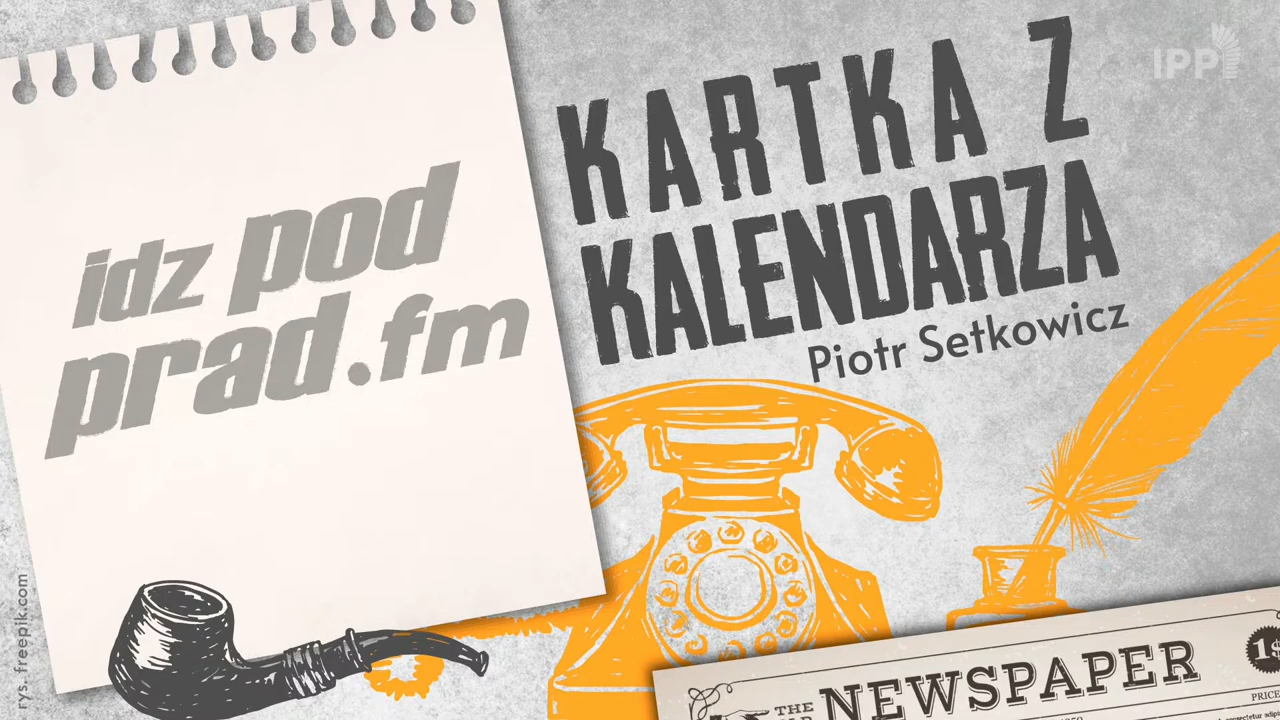 IPP
KARTKA Z
KALENDARZA
Piotr Setkowicz
idz pod
prad.fm
rys. freepik.com
THE
NEWSPAPER
1$
PRICE